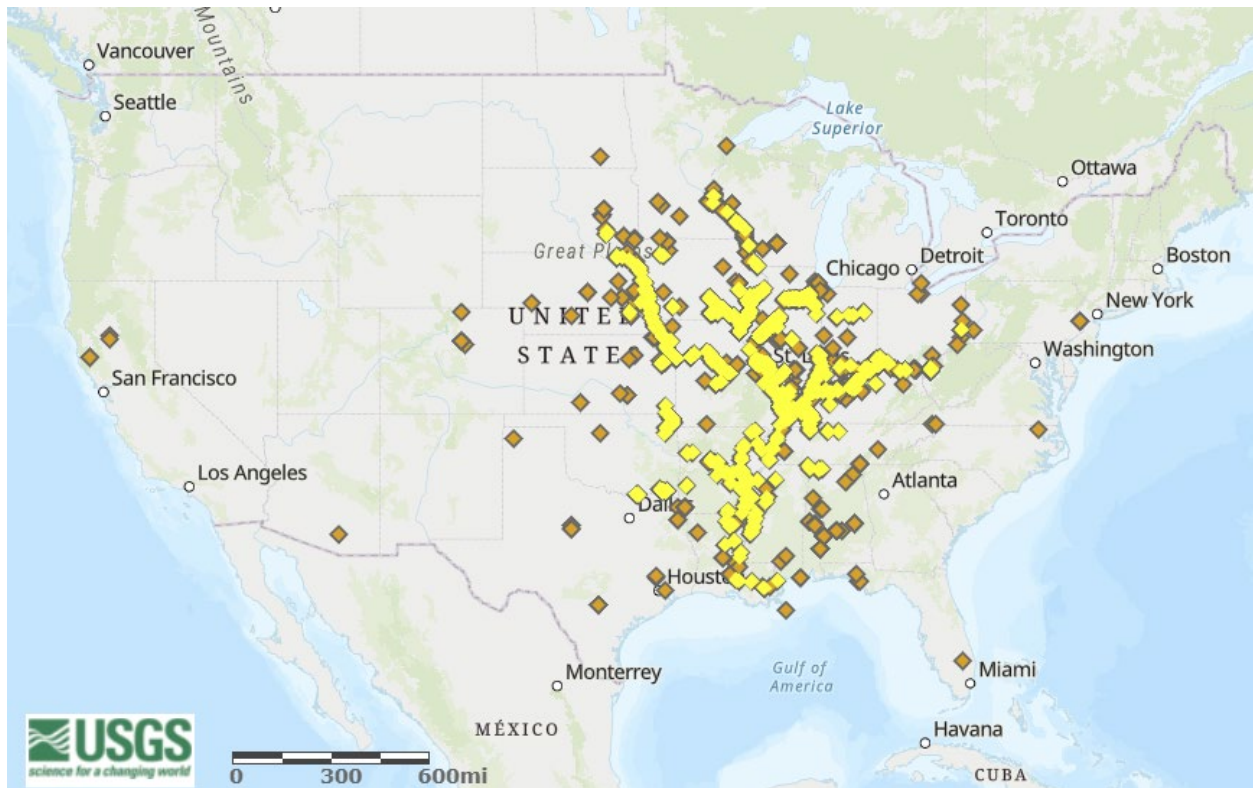 Vancouver
Mountains
Seattle
Lake
Superior
Ottawa
Toronto
Great Plains
Chicago
Detroit
Boston
New York
UNITED
STATE
St. Louis
Washington
San Francisco
Los Angeles
Atlanta
Dallas
Houston
Monterrey
Gulf of
America
Miami
MÉXICO
Havana
CUBA
USGS
science for a changing world
0 300 600mi